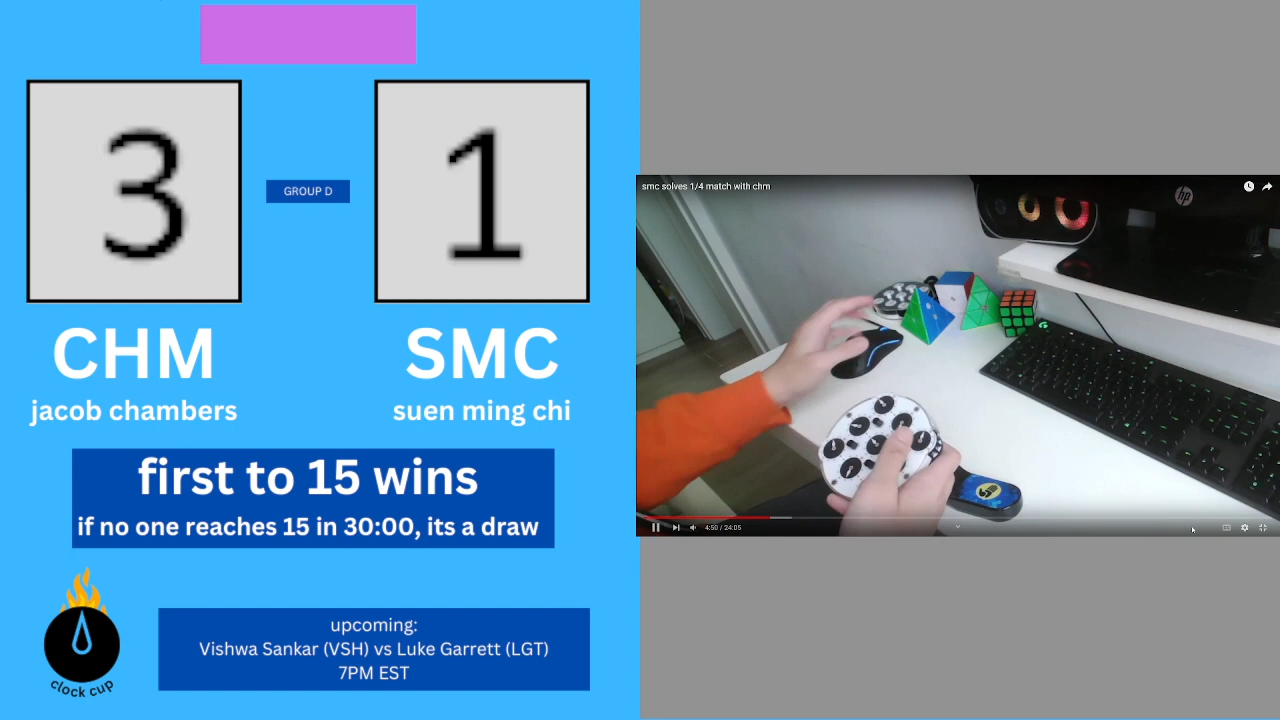 3
GROUP D
1
CHM
jacob chambers
SMC
suen ming chi
first to 15 wins
if no one reaches 15 in 30:00, its a draw
clock cup
upcoming:
Vishwa Sankar (VSH) vs Luke Garrett (LGT)
7PM EST
smc solves 1/4 match with chm
hp
4:50 / 24:05